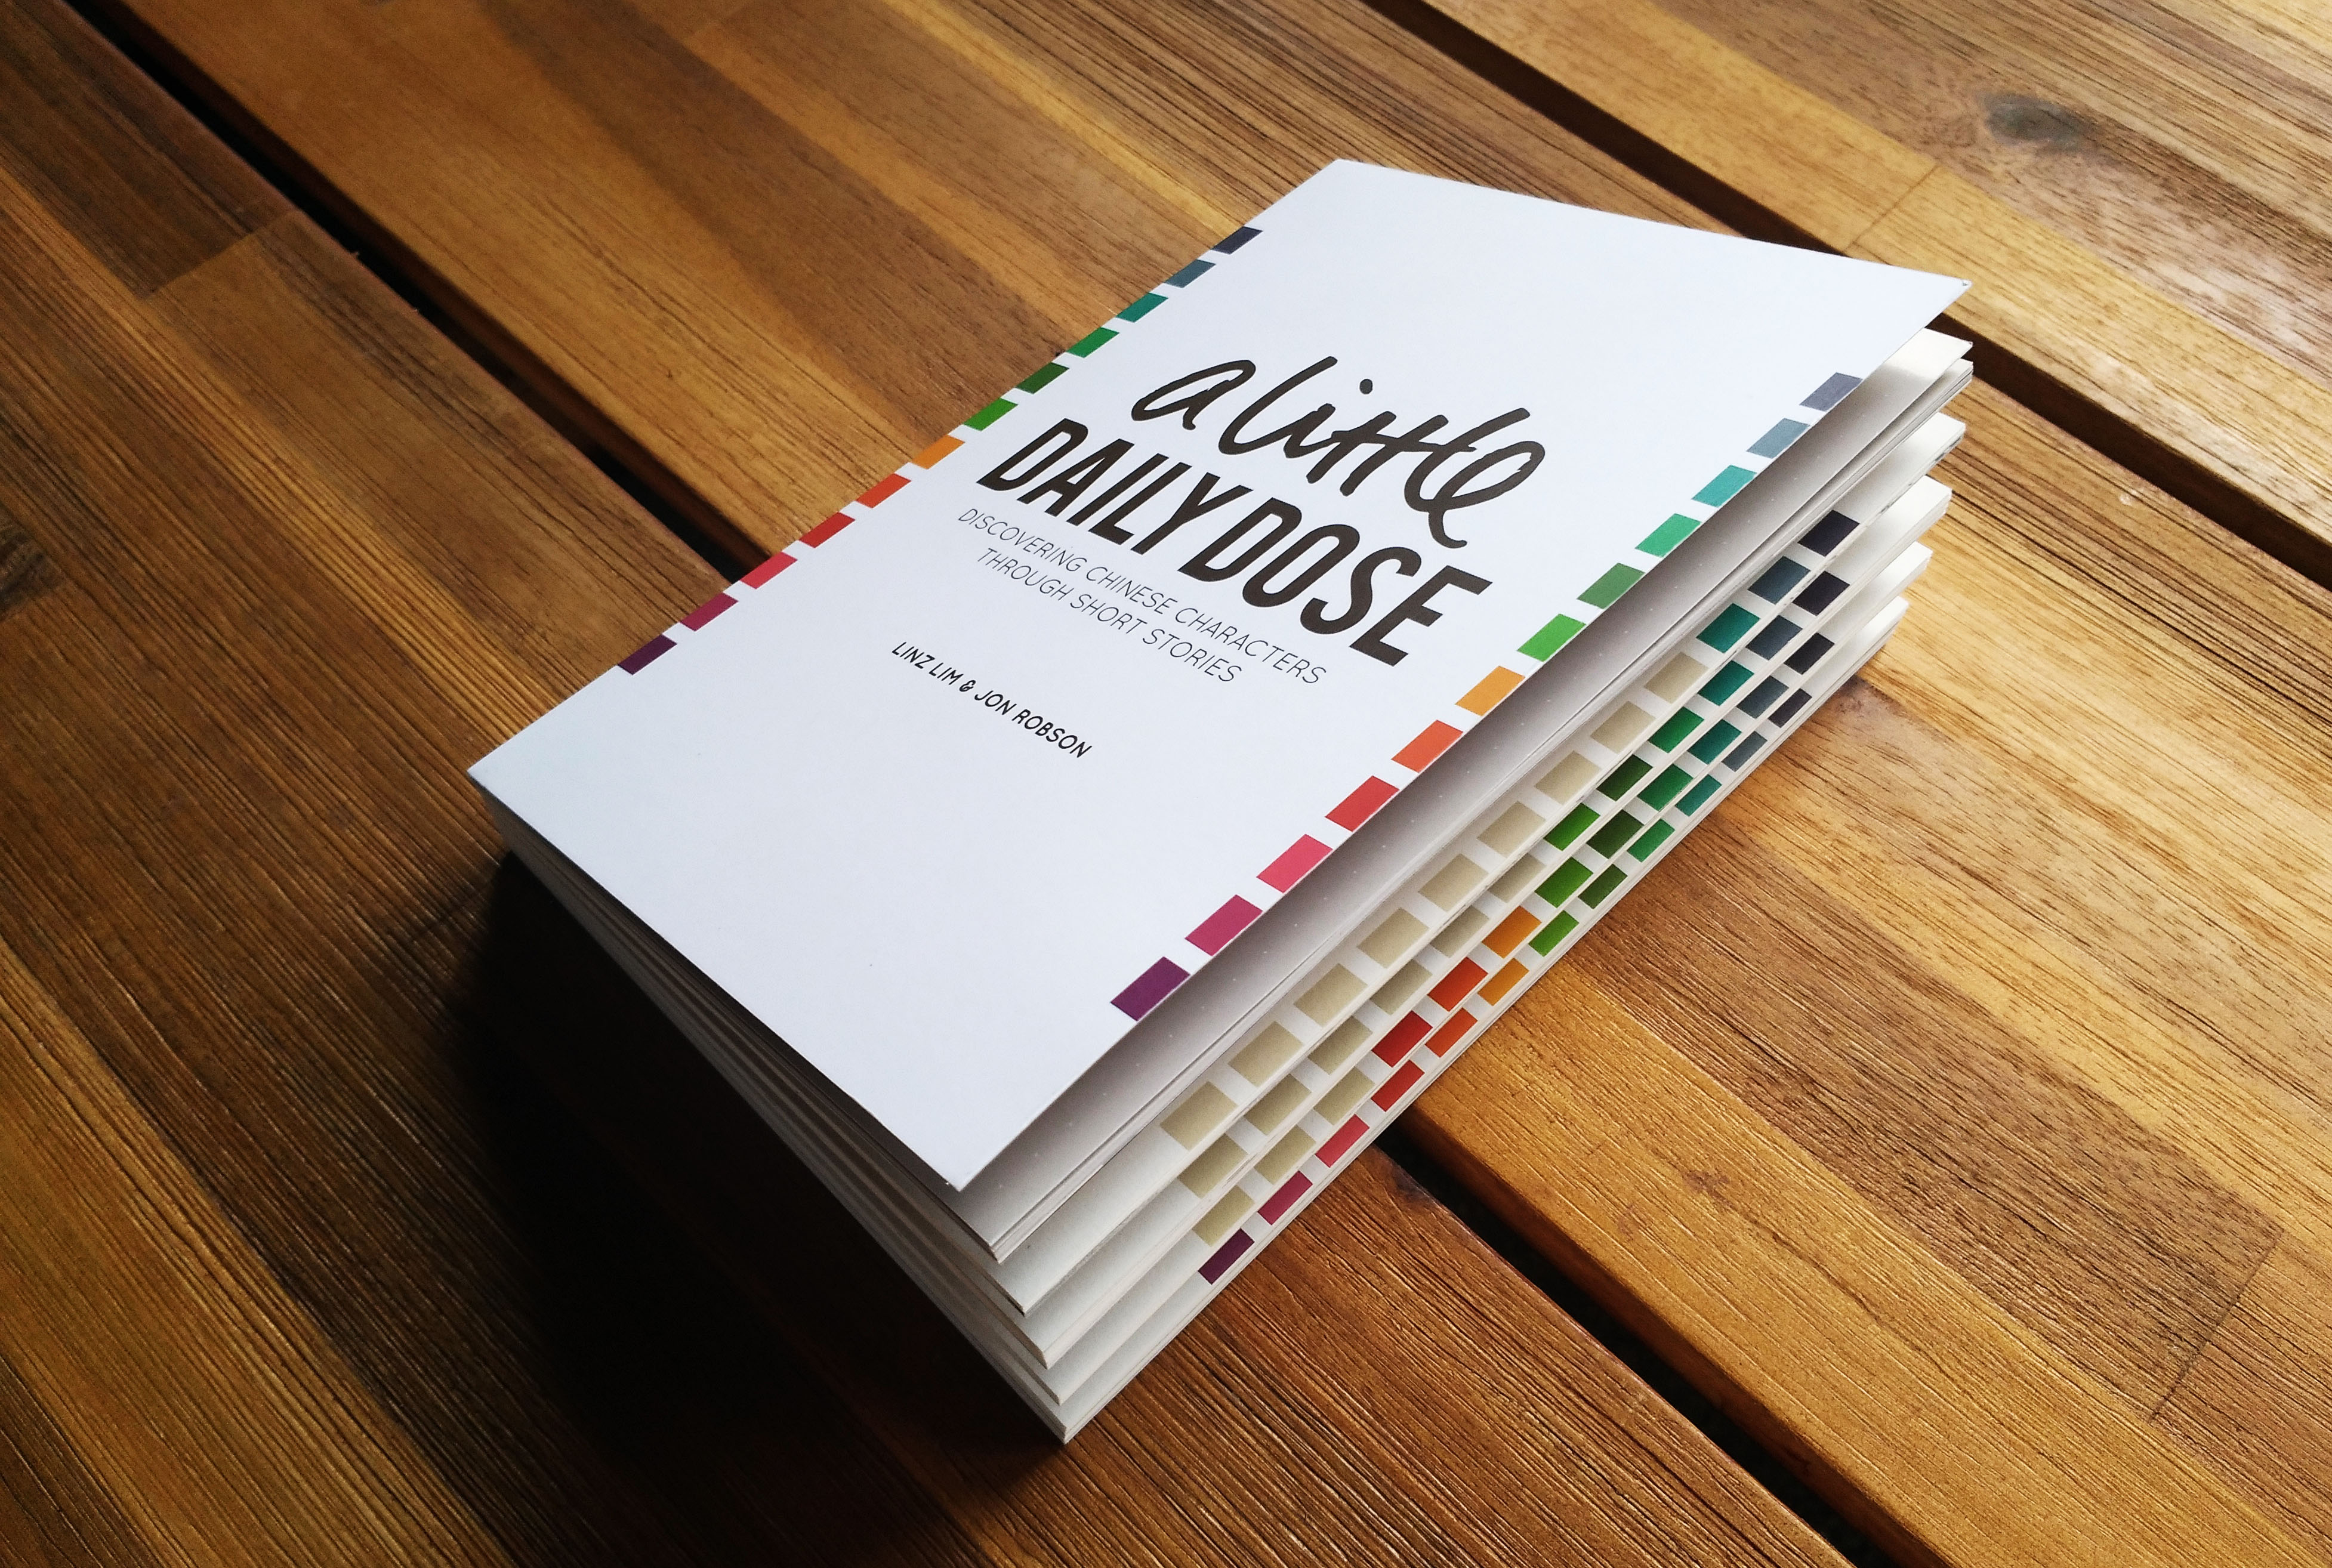 a little
DAILY DOSE
DISCOVERING CHINESE CHARACTERS
THROUGH SHORT STORIES
LINZ LIM & JON ROBSON